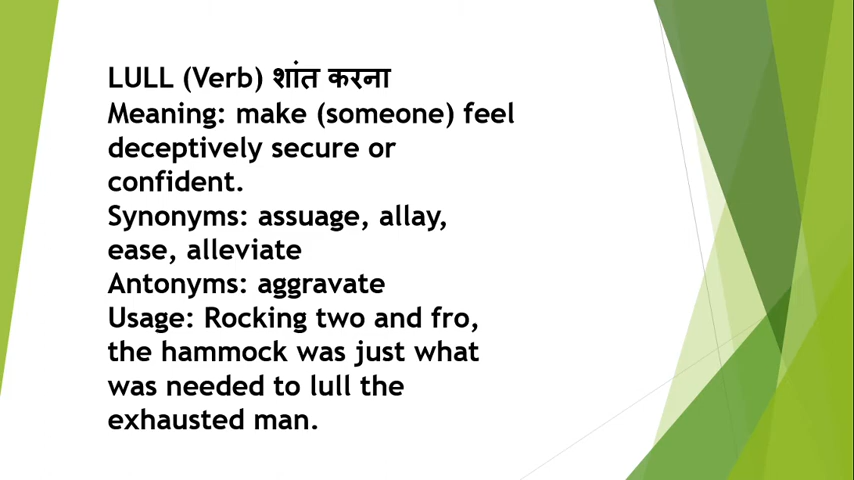 LULL (Verb) शांत करना
Meaning: make (someone) feel
deceptively secure or
confident.
Synonyms: assuage, allay,
ease, alleviate
Antonyms: aggravate
Usage: Rocking two and fro,
the hammock was just what
was needed to lull the
exhausted man.